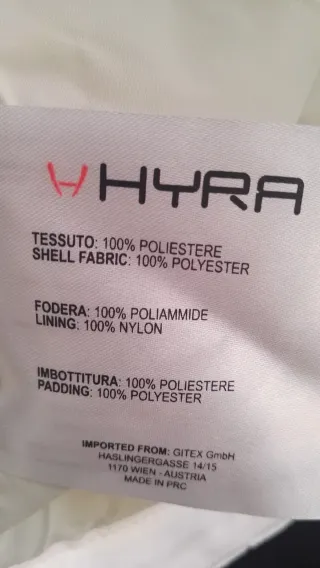 HYRA
TESSUTO: 100% POLIESTERE
SHELL FABRIC: 100% POLYESTER
FODERA: 100% POLIAMMIDE
LINING: 100% NYLON
IMBOTTITURA: 100% POLIESTERE
PADDING: 100% POLYESTER
IMPORTED FROM: GITEX GmbH
HASLINGERGASSE 14/15
1170 WIEN - AUSTRIA
MADE IN PRC